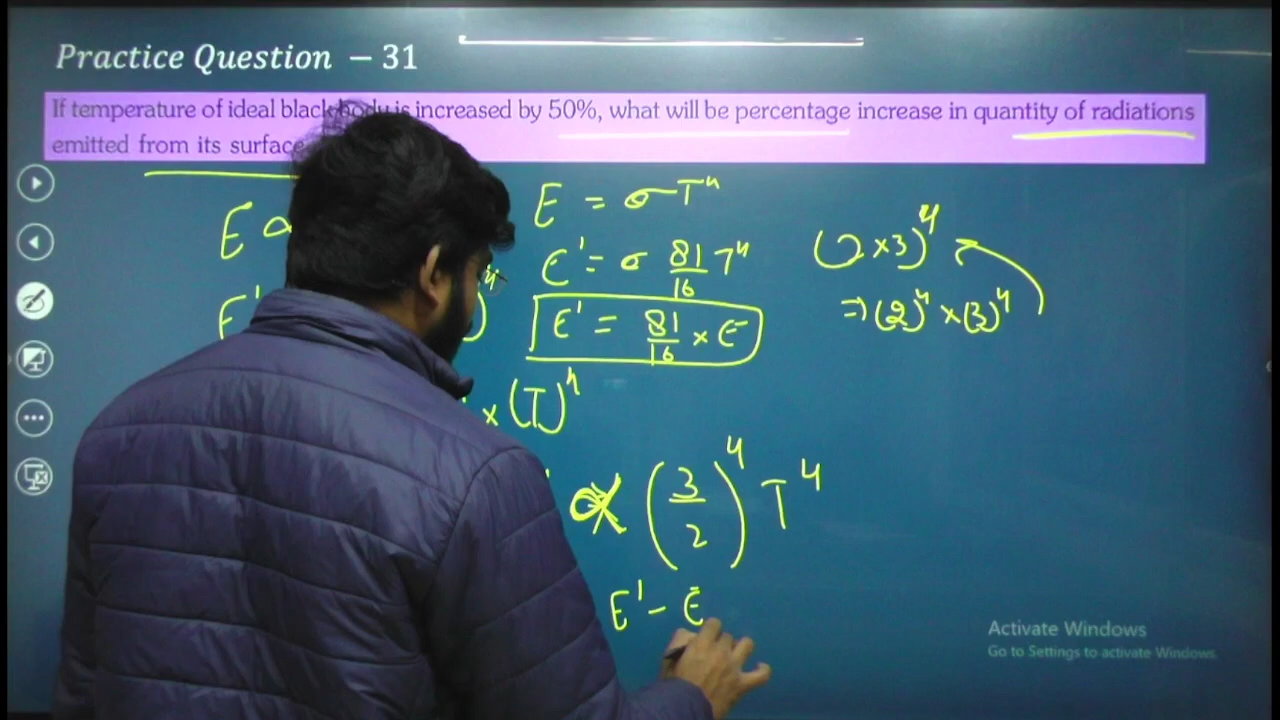 Practice Question – 31
If temperature of ideal black body is increased by 50%, what will be percentage increase in quantity of radiations
emitted from its surface
E ∝
E = σT⁴
E' = σ 81/16 T⁴
(2×3)⁴
E'
E' = 81/16 × E
⇒ (2)⁴ × (3)⁴
× (T)⁴
(3/2)⁴ T⁴
E' – E
Activate Windows
Go to Settings to activate Windows.